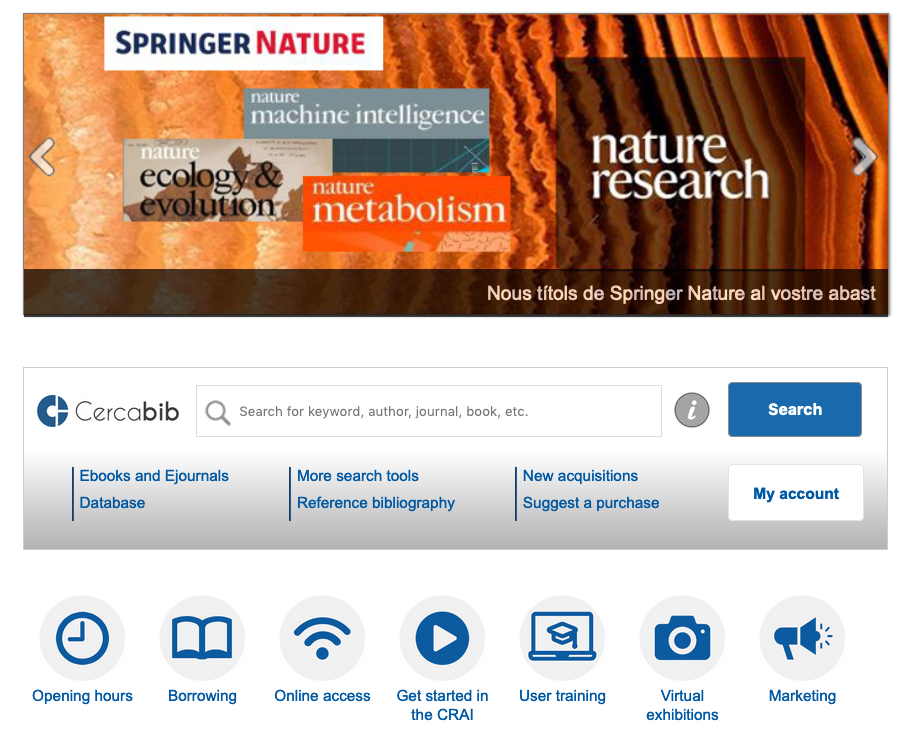 SPRINGER NATURE
nature
machine intelligence
nature
ecology &
evolution
nature
metabolism
nature
research
Nous títols de Springer Nature al vostre abast
Cercabib
Search for keyword, author, journal, book, etc.
i
Search
Ebooks and Ejournals
Database
More search tools
Reference bibliography
New acquisitions
Suggest a purchase
My account
Opening hours
Borrowing
Online access
Get started in
the CRAI
User training
Virtual
exhibitions
Marketing